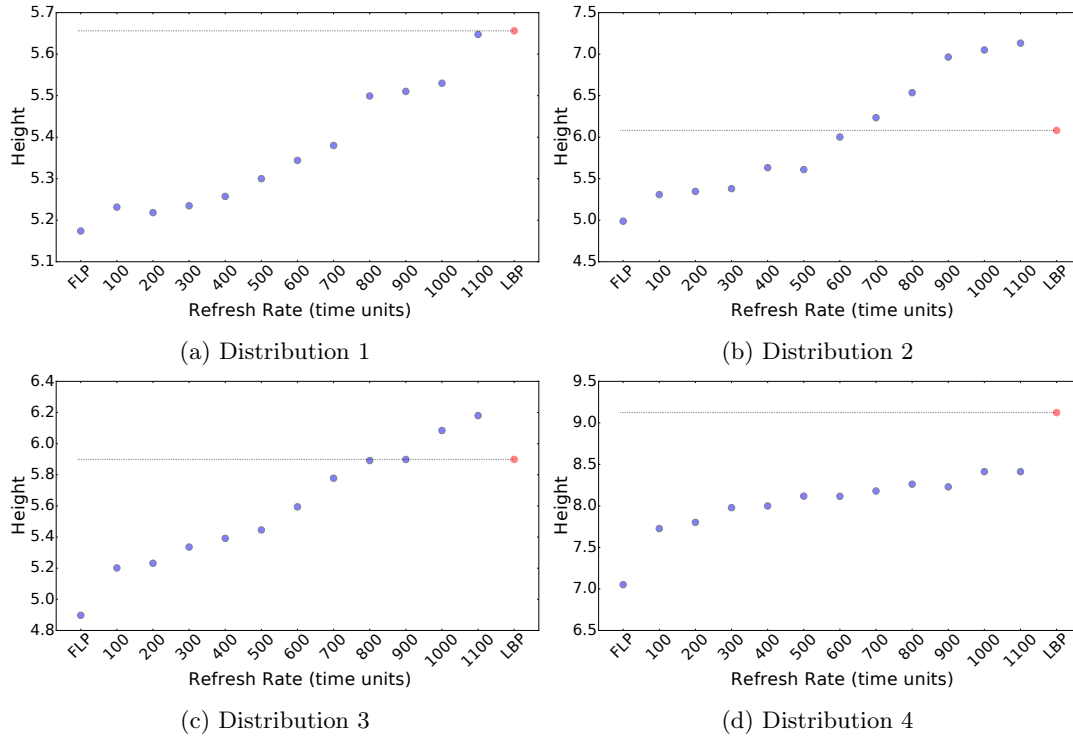 5.7
5.6
5.5
5.4
5.3
5.2
5.1
Height
FLP 100 200 300 400 500 600 700 800 900 1000 1100 LBP
Refresh Rate (time units)
(a) Distribution 1
7.5
7.0
6.5
6.0
5.5
5.0
4.5
Height
FLP 100 200 300 400 500 600 700 800 900 1000 1100 LBP
Refresh Rate (time units)
(b) Distribution 2
6.4
6.2
6.0
5.8
5.6
5.4
5.2
5.0
4.8
Height
FLP 100 200 300 400 500 600 700 800 900 1000 1100 LBP
Refresh Rate (time units)
(c) Distribution 3
9.5
9.0
8.5
8.0
7.5
7.0
6.5
Height
FLP 100 200 300 400 500 600 700 800 900 1000 1100 LBP
Refresh Rate (time units)
(d) Distribution 4